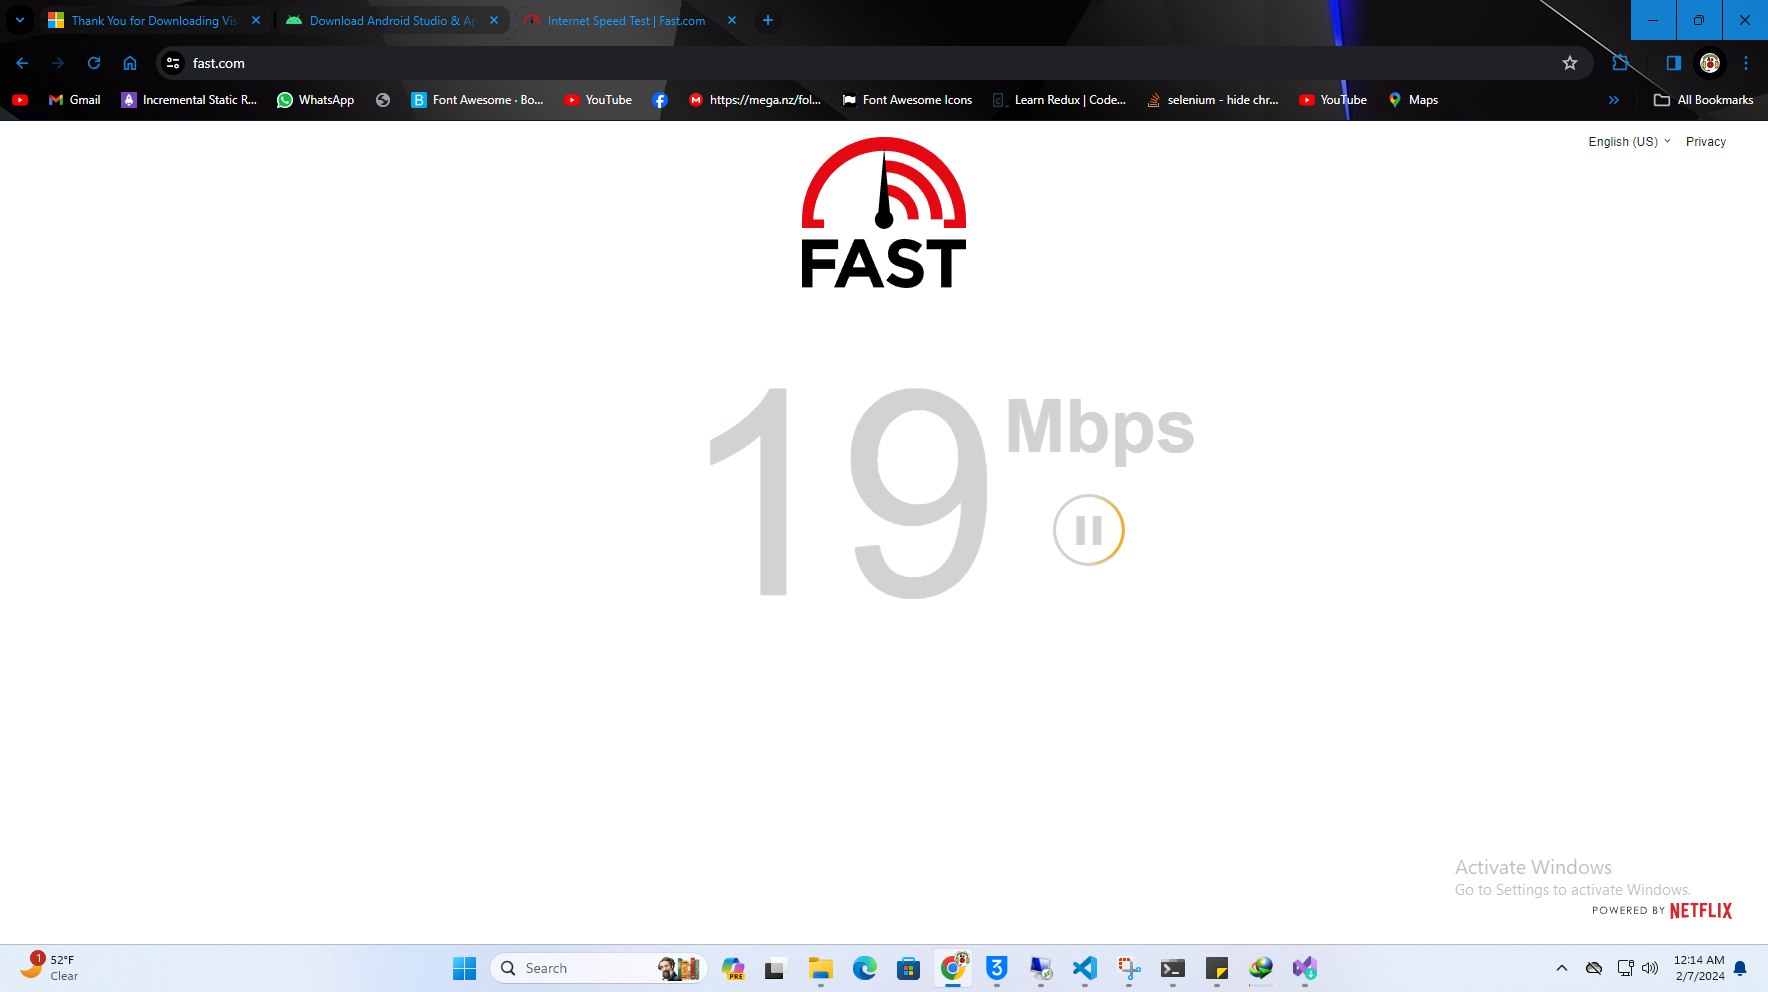 Thank You for Downloading Vis
Download Android Studio & Ap
Internet Speed Test | Fast.com
fast.com
Gmail
Incremental Static R...
WhatsApp
Font Awesome · Bo...
YouTube
https://mega.nz/fol...
Font Awesome Icons
Learn Redux | Code...
selenium - hide chr...
YouTube
Maps
All Bookmarks
English (US)
Privacy
FAST
19
Mbps
Activate Windows
Go to Settings to activate Windows.
POWERED BY NETFLIX
1
52°F
Clear
Search
PRE
12:14 AM
2/7/2024